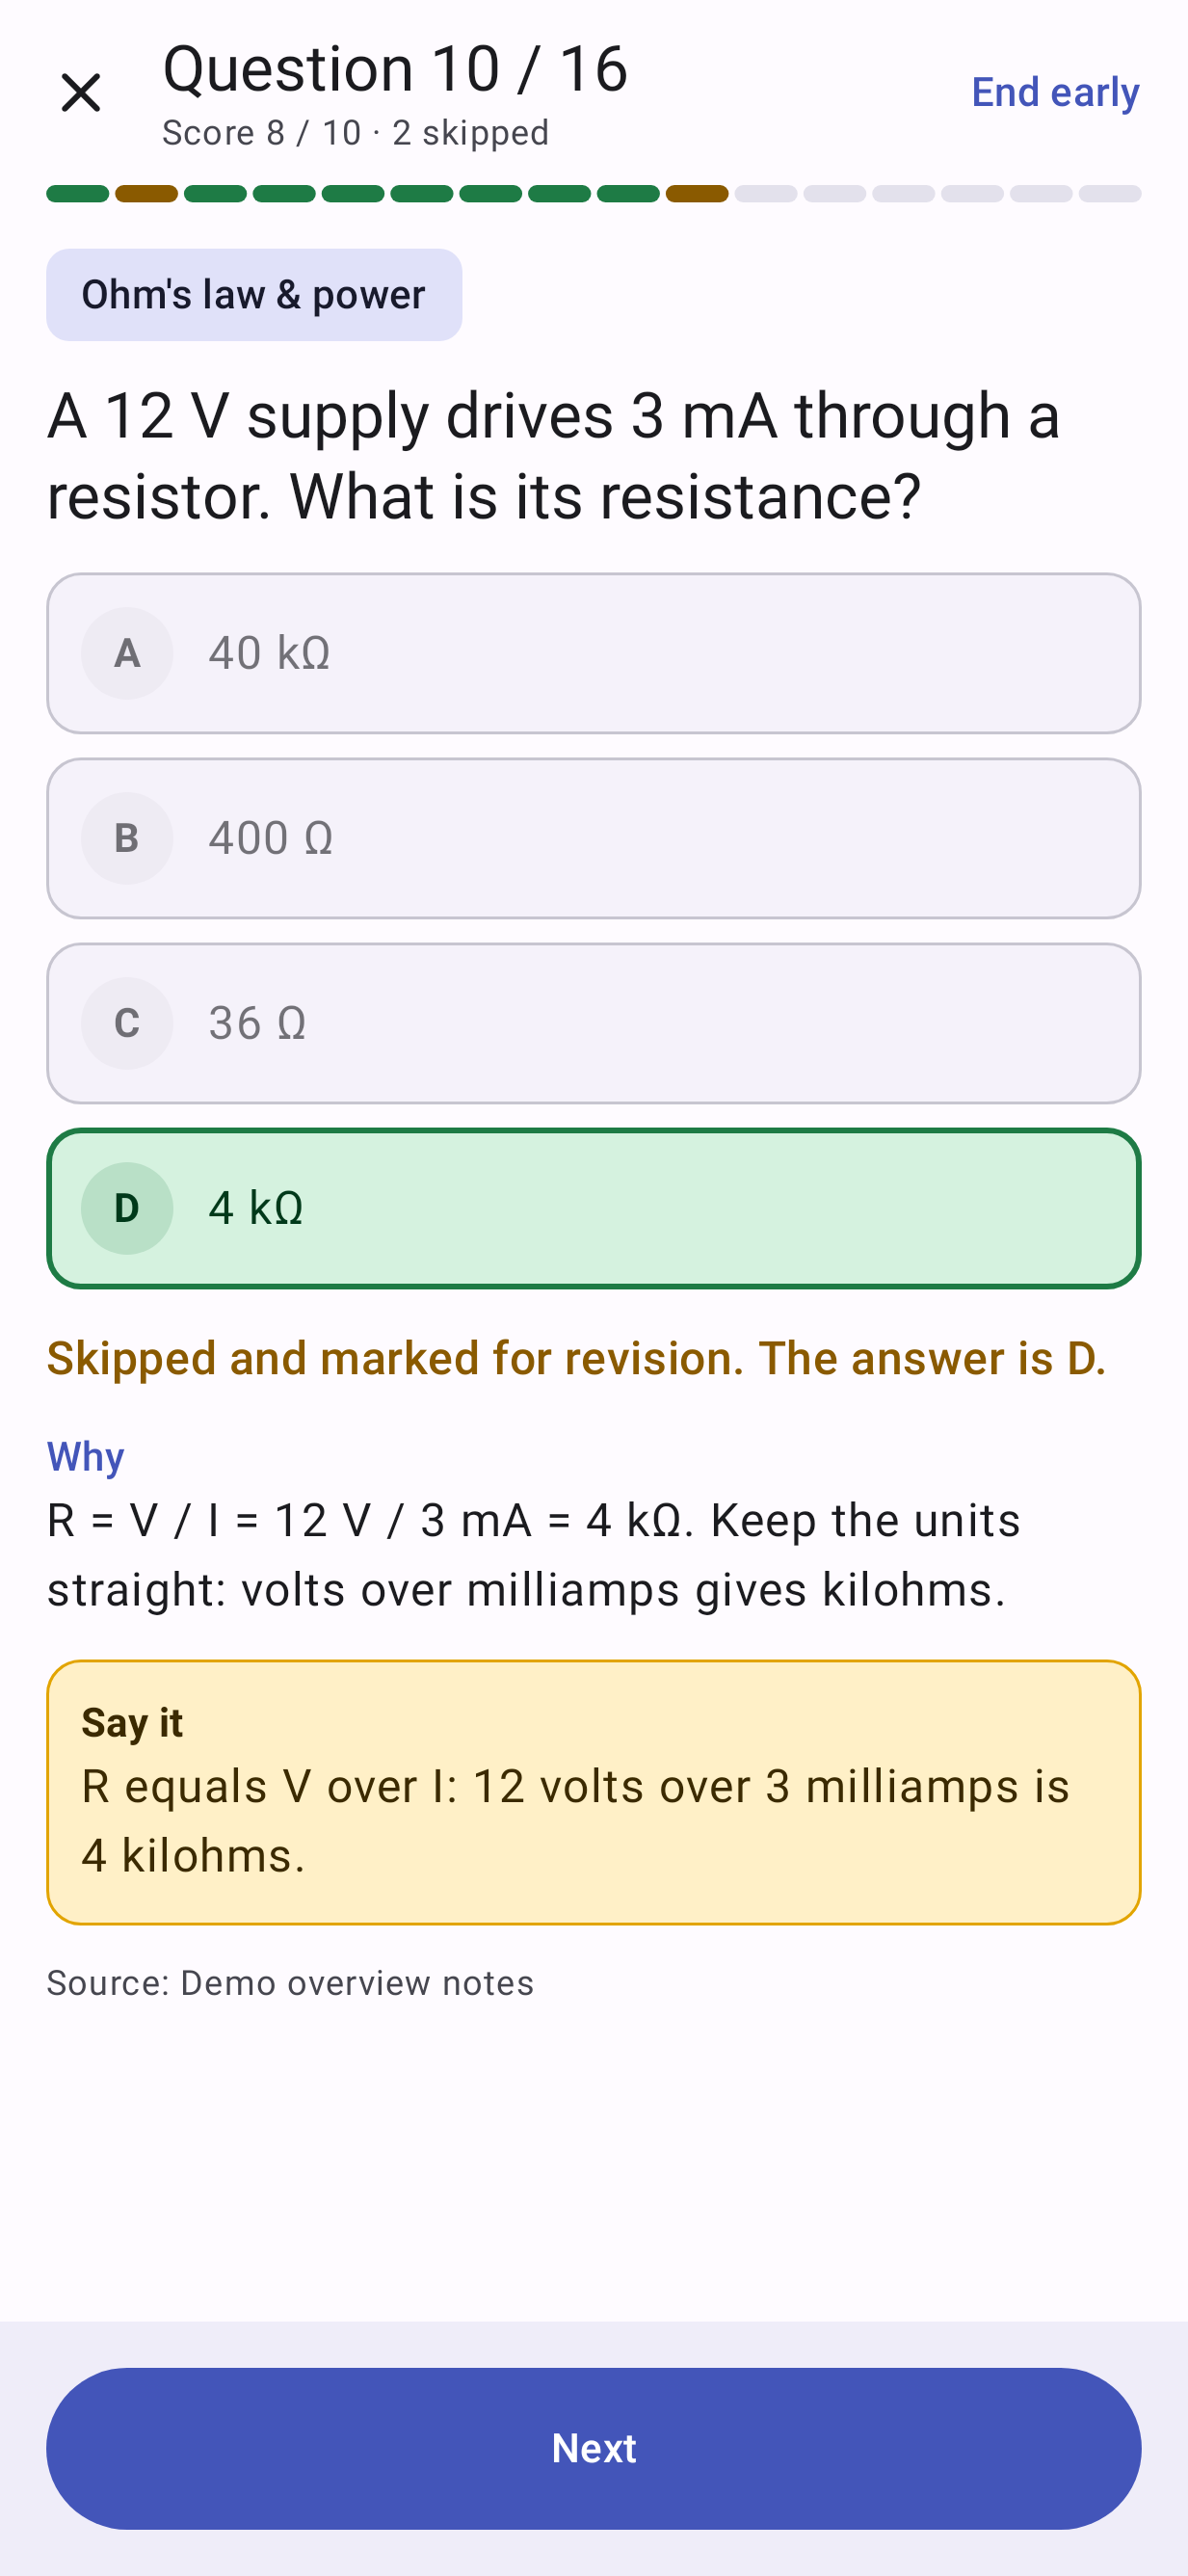 Question 10 / 16
Score 8 / 10 · 2 skipped
End early
Ohm's law & power
A 12 V supply drives 3 mA through a
resistor. What is its resistance?
A 40 kΩ
B 400 Ω
C 36 Ω
D 4 kΩ
Skipped and marked for revision. The answer is D.
Why
R = V / I = 12 V / 3 mA = 4 kΩ. Keep the units
straight: volts over milliamps gives kilohms.
Say it
R equals V over I: 12 volts over 3 milliamps is
4 kilohms.
Source: Demo overview notes
Next